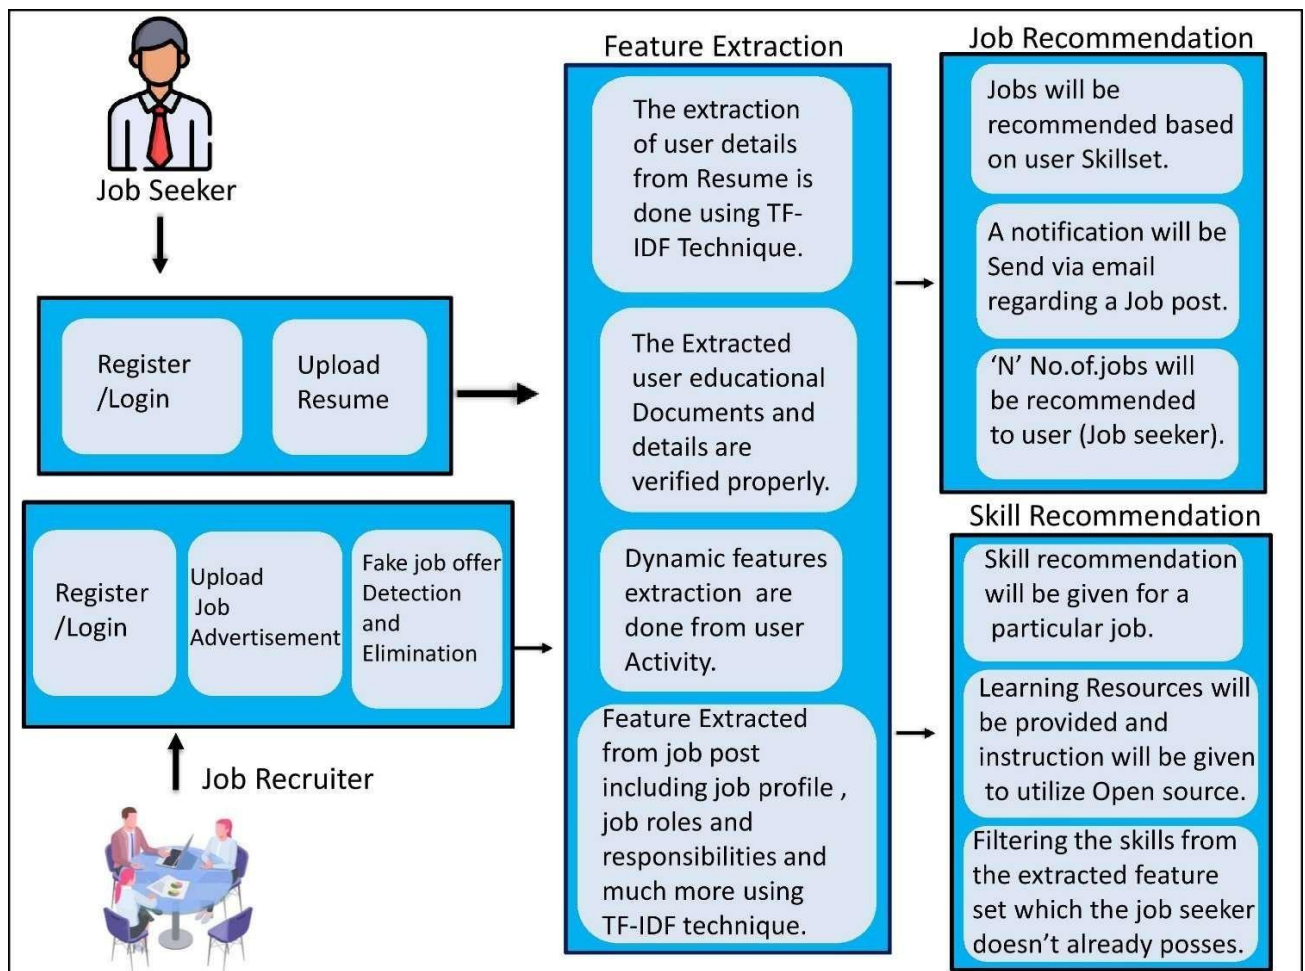 Job Seeker
Register
/Login
Upload
Resume
Register
/Login
Upload
Job
Advertisement
Fake job offer
Detection
and
Elimination
Job Recruiter
Feature Extraction
The extraction
of user details
from Resume is
done using TF-
IDF Technique.
The Extracted
user educational
Documents and
details are
verified properly.
Dynamic features
extraction are
done from user
Activity.
Feature Extracted
from job post
including job profile ,
job roles and
responsibilities and
much more using
TF-IDF technique.
Job Recommendation
Jobs will be
recommended based
on user Skillset.
A notification will be
Send via email
regarding a Job post.
‘N’ No.of.jobs will
be recommended
to user (Job seeker).
Skill Recommendation
Skill recommendation
will be given for a
particular job.
Learning Resources will
be provided and
instruction will be given
to utilize Open source.
Filtering the skills from
the extracted feature
set which the job seeker
doesn’t already posses.